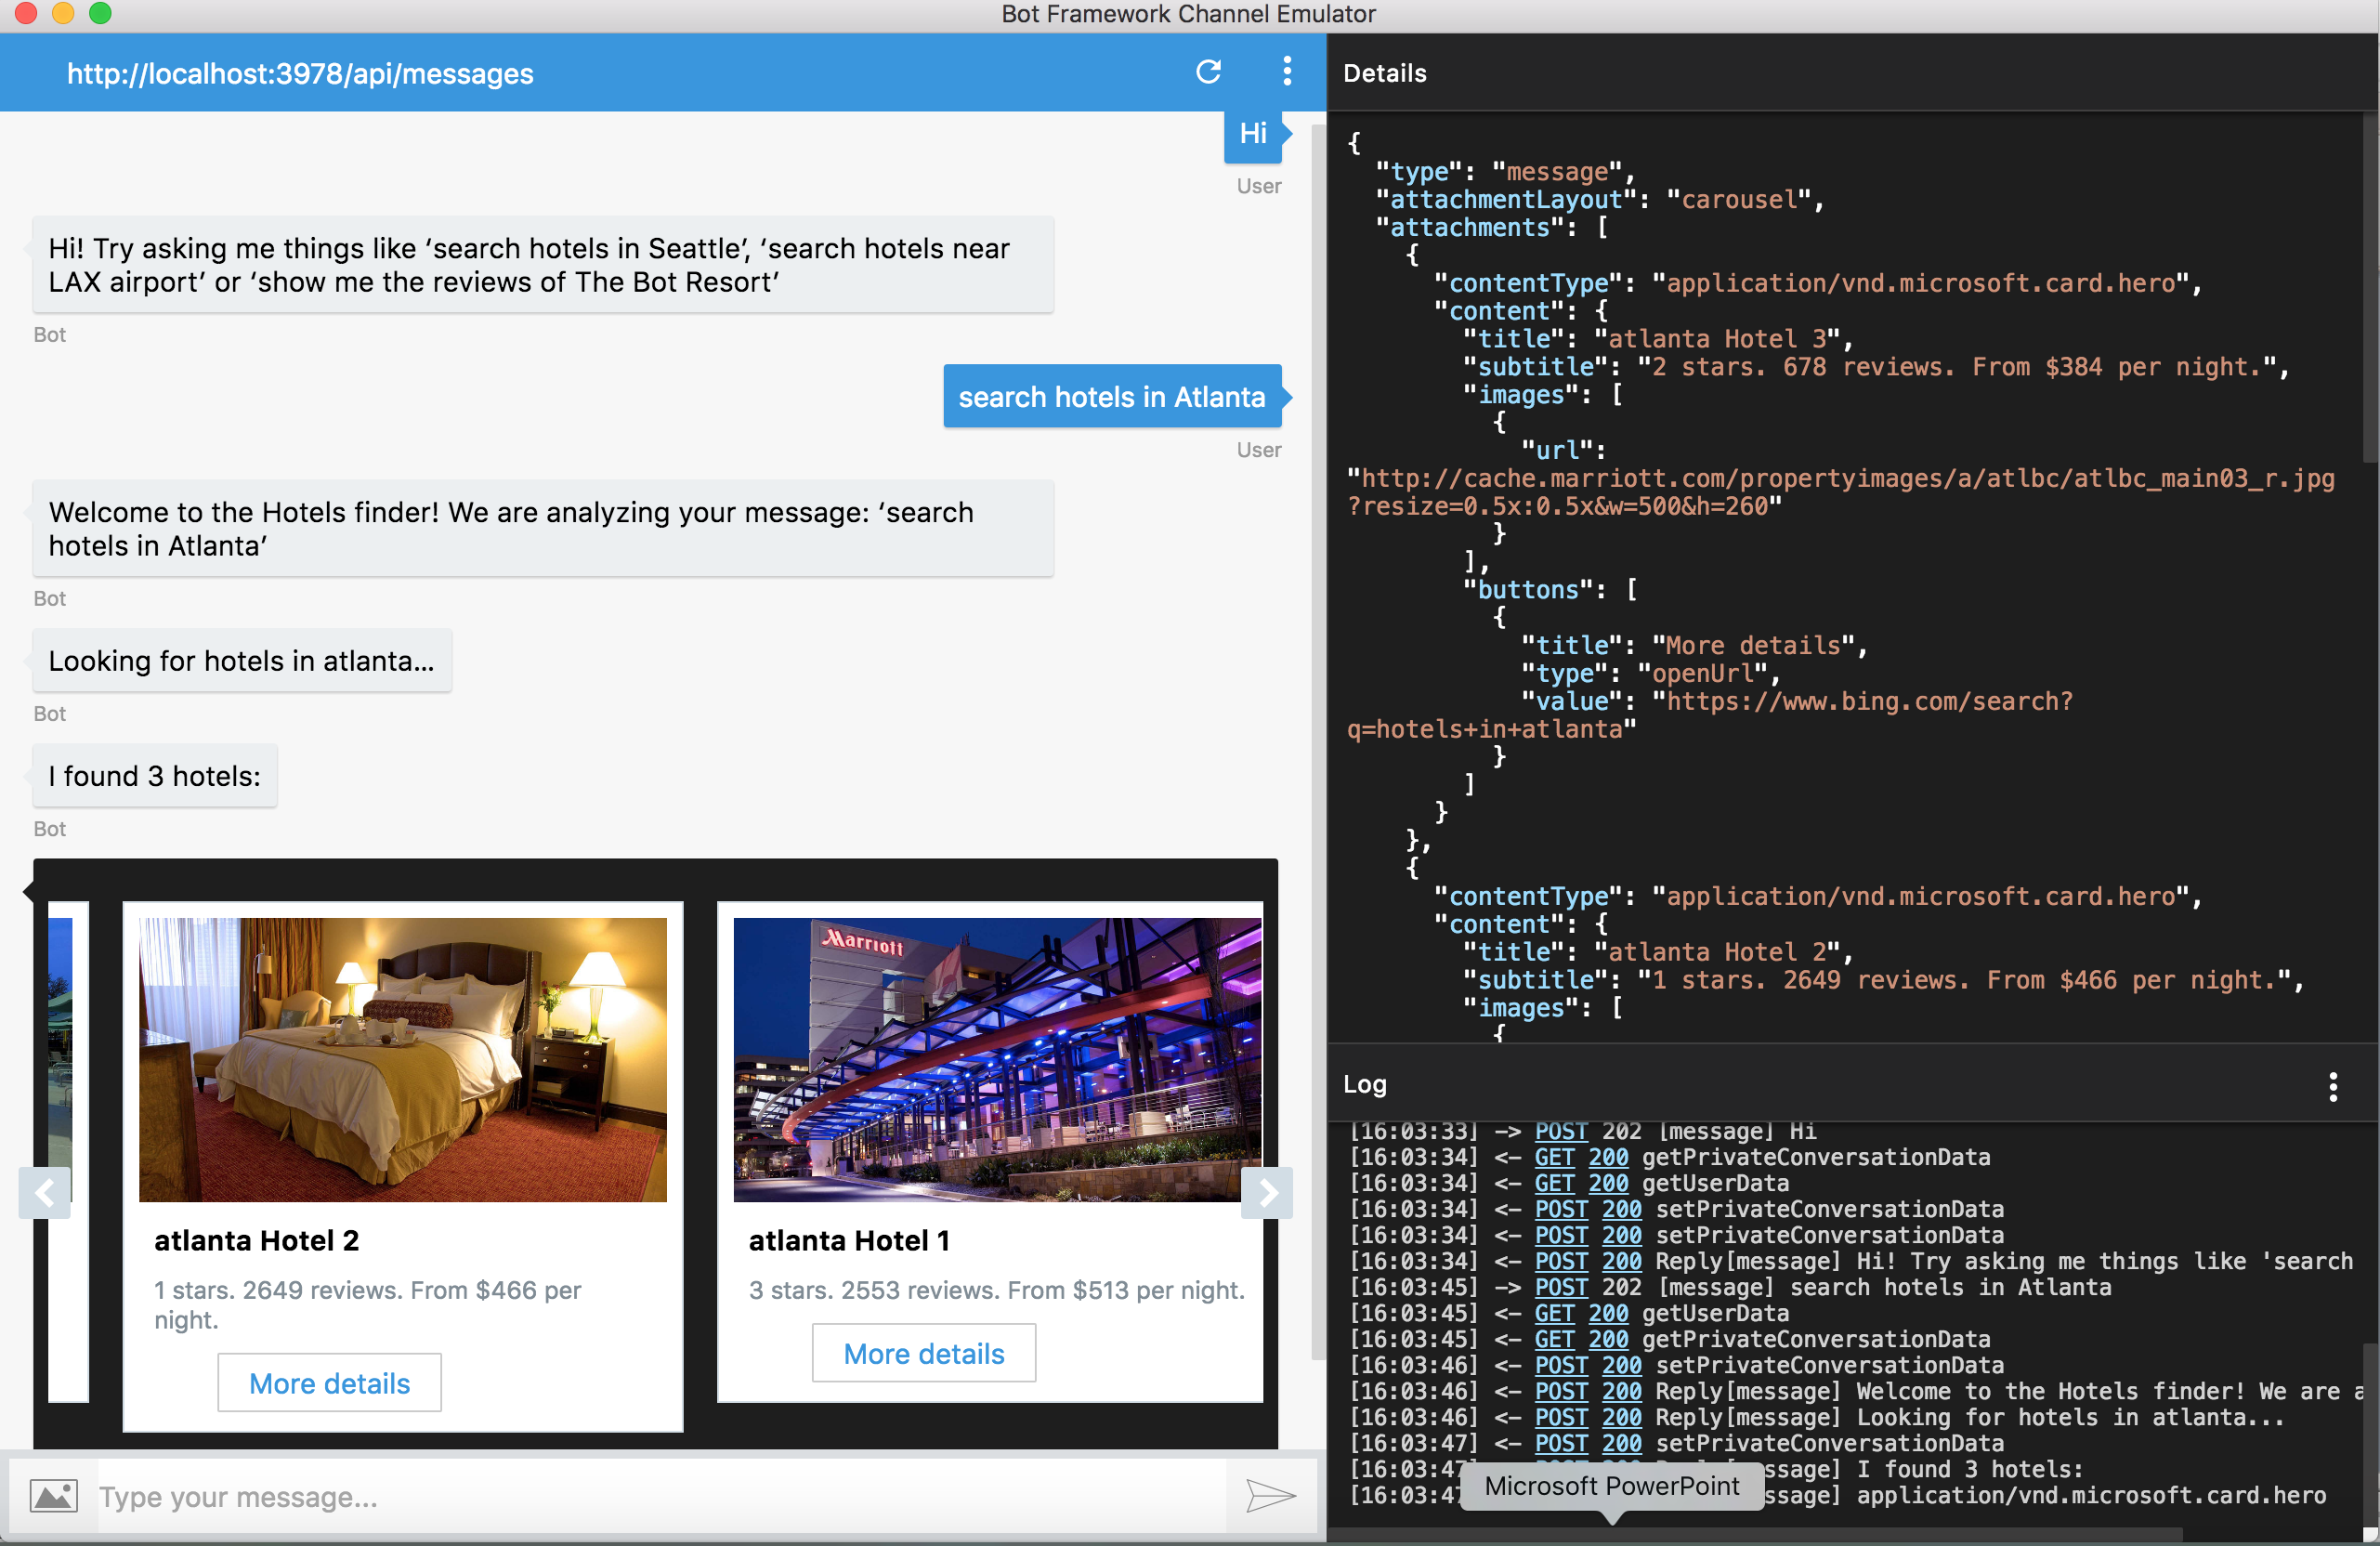 Bot Framework Channel Emulator
http://localhost:3978/api/messages
Hi
User
Hi! Try asking me things like ‘search hotels in Seattle’, ‘search hotels near
LAX airport’ or ‘show me the reviews of The Bot Resort’
Bot
search hotels in Atlanta
User
Welcome to the Hotels finder! We are analyzing your message: ‘search
hotels in Atlanta’
Bot
Looking for hotels in atlanta...
Bot
I found 3 hotels:
Bot
Marriott
atlanta Hotel 2
1 stars. 2649 reviews. From $466 per
night.
More details
atlanta Hotel 1
3 stars. 2553 reviews. From $513 per night.
More details
Type your message...
Details
{
"type": "message",
"attachmentLayout": "carousel",
"attachments": [
{
"contentType": "application/vnd.microsoft.card.hero",
"content": {
"title": "atlanta Hotel 3",
"subtitle": "2 stars. 678 reviews. From $384 per night.",
"images": [
{
"url":
"http://cache.marriott.com/propertyimages/a/atlbc/atlbc_main03_r.jpg
?resize=0.5x:0.5x&w=500&h=260"
}
],
"buttons": [
{
"title": "More details",
"type": "openUrl",
"value": "https://www.bing.com/search?
q=hotels+in+atlanta"
}
]
}
},
{
"contentType": "application/vnd.microsoft.card.hero",
"content": {
"title": "atlanta Hotel 2",
"subtitle": "1 stars. 2649 reviews. From $466 per night.",
"images": [
{
Log
[16:03:33] -> POST 202 [message] Hi
[16:03:34] <- GET 200 getPrivateConversationData
[16:03:34] <- GET 200 getUserData
[16:03:34] <- POST 200 setPrivateConversationData
[16:03:34] <- POST 200 setPrivateConversationData
[16:03:34] <- POST 200 Reply[message] Hi! Try asking me things like 'search
[16:03:45] -> POST 202 [message] search hotels in Atlanta
[16:03:45] <- GET 200 getUserData
[16:03:45] <- GET 200 getPrivateConversationData
[16:03:46] <- POST 200 setPrivateConversationData
[16:03:46] <- POST 200 Reply[message] Welcome to the Hotels finder! We are a
[16:03:46] <- POST 200 Reply[message] Looking for hotels in atlanta...
[16:03:47] <- POST 200 setPrivateConversationData
[16:03:47 ssage] I found 3 hotels:
[16:03:47 ssage] application/vnd.microsoft.card.hero
Microsoft PowerPoint